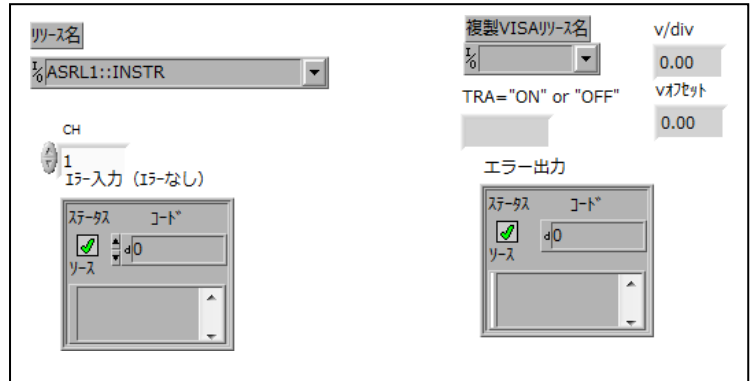 ﾘﾘｰｽ名
I/O ASRL1::INSTR
CH
1
ｴﾗｰ入力（ｴﾗｰなし）
ｽﾃｰﾀｽ ｺｰﾄﾞ
d 0
ｿｰｽ
複製VISAﾘﾘｰｽ名
I/O
TRA="ON" or "OFF"
エラー出力
ｽﾃｰﾀｽ ｺｰﾄﾞ
d 0
ｿｰｽ
v/div
0.00
vｵﾌｾｯﾄ
0.00